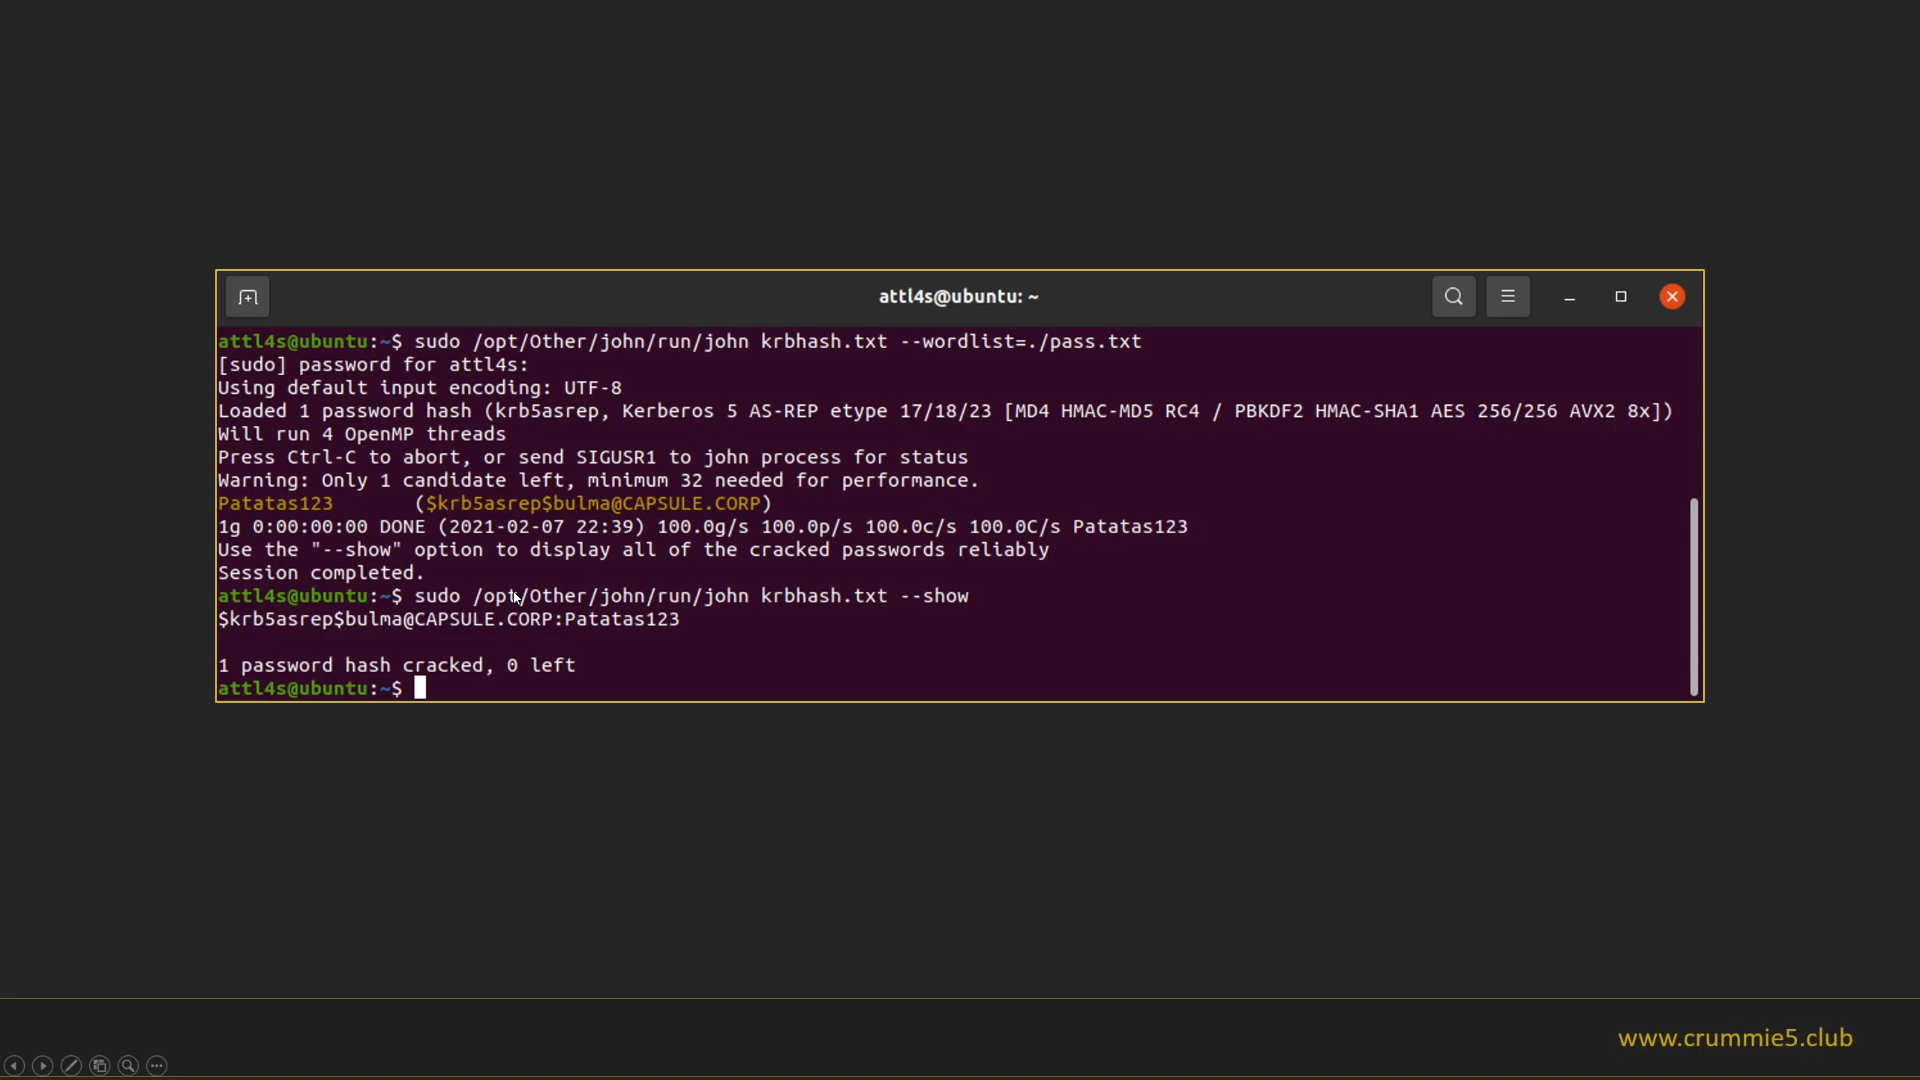 attl4s@ubuntu: ~
attl4s@ubuntu:~$ sudo /opt/Other/john/run/john krbhash.txt --wordlist=./pass.txt
[sudo] password for attl4s:
Using default input encoding: UTF-8
Loaded 1 password hash (krb5asrep, Kerberos 5 AS-REP etype 17/18/23 [MD4 HMAC-MD5 RC4 / PBKDF2 HMAC-SHA1 AES 256/256 AVX2 8x])
Will run 4 OpenMP threads
Press Ctrl-C to abort, or send SIGUSR1 to john process for status
Warning: Only 1 candidate left, minimum 32 needed for performance.
Patatas123       ($krb5asrep$bulma@CAPSULE.CORP)
1g 0:00:00:00 DONE (2021-02-07 22:39) 100.0g/s 100.0p/s 100.0c/s 100.0C/s Patatas123
Use the "--show" option to display all of the cracked passwords reliably
Session completed.
attl4s@ubuntu:~$ sudo /opt/Other/john/run/john krbhash.txt --show
$krb5asrep$bulma@CAPSULE.CORP:Patatas123
1 password hash cracked, 0 left
attl4s@ubuntu:~$
www.crummie5.club